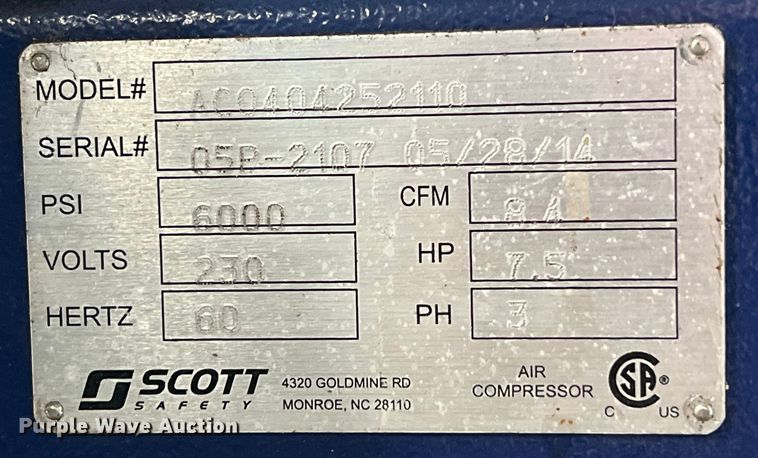 MODEL# AC0404252110
SERIAL# 05P-2107 05/28/14
PSI 6000 CFM 8.4
VOLTS 230 HP 7.5
HERTZ 60 PH 3
SCOTT SAFETY
4320 GOLDMINE RD
MONROE, NC 28110
AIR COMPRESSOR
CSA ®
C US
Purple Wave Auction